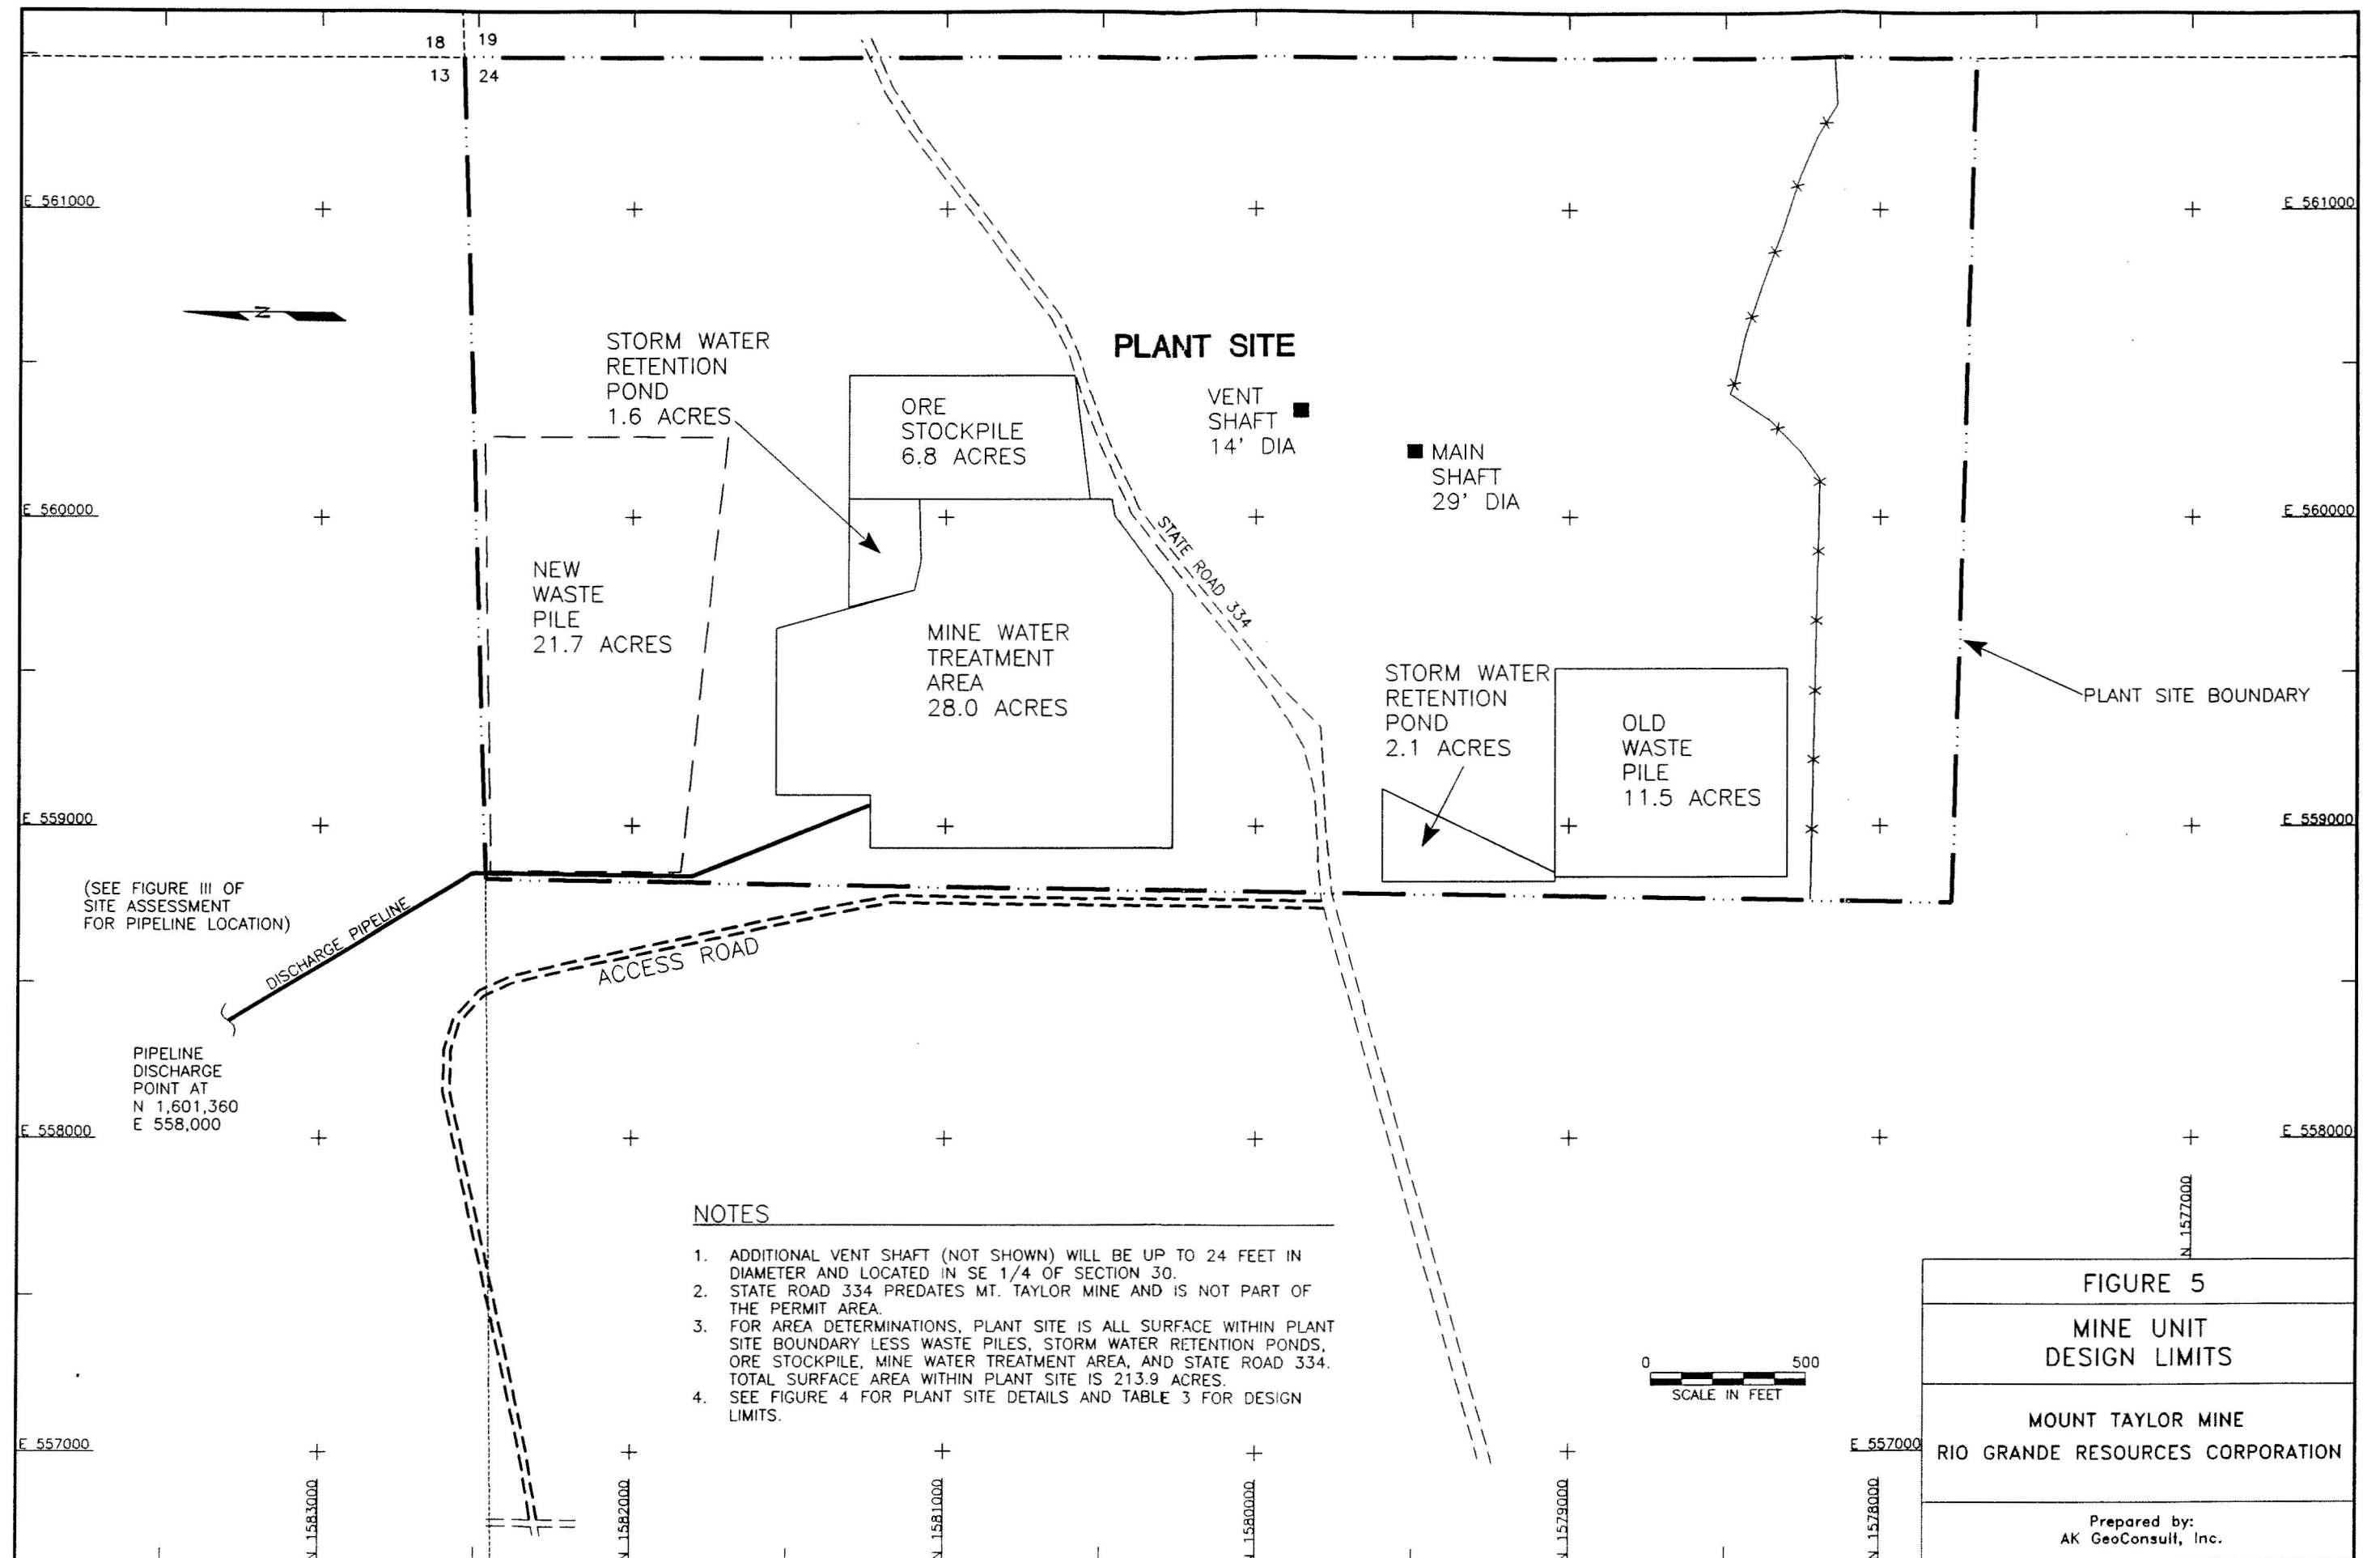 18 19
13 24
E 561000
E 561000
N
STORM WATER
RETENTION
POND
1.6 ACRES
PLANT SITE
ORE
STOCKPILE
6.8 ACRES
VENT
SHAFT
14' DIA
MAIN
SHAFT
29' DIA
E 560000
E 560000
STATE ROAD 334
NEW
WASTE
PILE
21.7 ACRES
MINE WATER
TREATMENT
AREA
28.0 ACRES
STORM WATER
RETENTION
POND
2.1 ACRES
OLD
WASTE
PILE
11.5 ACRES
PLANT SITE BOUNDARY
E 559000
E 559000
(SEE FIGURE III OF
SITE ASSESSMENT
FOR PIPELINE LOCATION)
DISCHARGE PIPELINE
ACCESS ROAD
PIPELINE
DISCHARGE
POINT AT
N 1,601,360
E 558,000
E 558000
E 558000
NOTES
1. ADDITIONAL VENT SHAFT (NOT SHOWN) WILL BE UP TO 24 FEET IN
DIAMETER AND LOCATED IN SE 1/4 OF SECTION 30.
2. STATE ROAD 334 PREDATES MT. TAYLOR MINE AND IS NOT PART OF
THE PERMIT AREA.
3. FOR AREA DETERMINATIONS, PLANT SITE IS ALL SURFACE WITHIN PLANT
SITE BOUNDARY LESS WASTE PILES, STORM WATER RETENTION PONDS,
ORE STOCKPILE, MINE WATER TREATMENT AREA, AND STATE ROAD 334.
TOTAL SURFACE AREA WITHIN PLANT SITE IS 213.9 ACRES.
4. SEE FIGURE 4 FOR PLANT SITE DETAILS AND TABLE 3 FOR DESIGN
LIMITS.
0 500
SCALE IN FEET
N 1577000
FIGURE 5
MINE UNIT
DESIGN LIMITS
MOUNT TAYLOR MINE
RIO GRANDE RESOURCES CORPORATION
Prepared by:
AK GeoConsult, Inc.
E 557000
E 557000
N 1583000
N 1582000
N 1581000
N 1580000
N 1579000
N 1578000